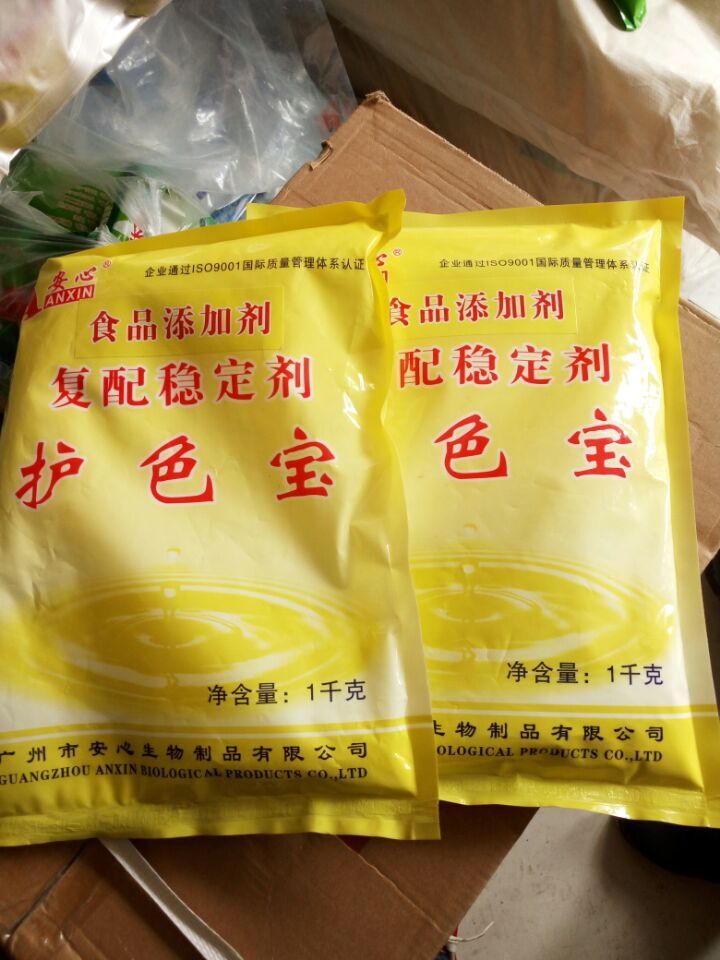 安心®
ANXIN
企业通过ISO9001国际质量管理体系认证
食品添加剂
复配稳定剂
护色宝
净含量：1千克
广州市安心生物制品有限公司
GUANGZHOU ANXIN BIOLOGICAL PRODUCTS CO.,LTD
®
企业通过ISO9001国际质量管理体系认证
食品添加剂
配稳定剂
色宝
净含量：1千克
生物制品有限公司
BIOLOGICAL PRODUCTS CO.,LTD